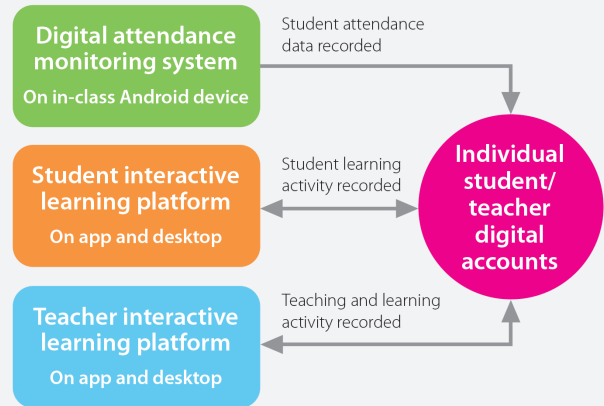 Digital attendance
monitoring system
On in-class Android device
Student attendance
data recorded
Student interactive
learning platform
On app and desktop
Student learning
activity recorded
Individual
student/
teacher
digital
accounts
Teacher interactive
learning platform
On app and desktop
Teaching and learning
activity recorded